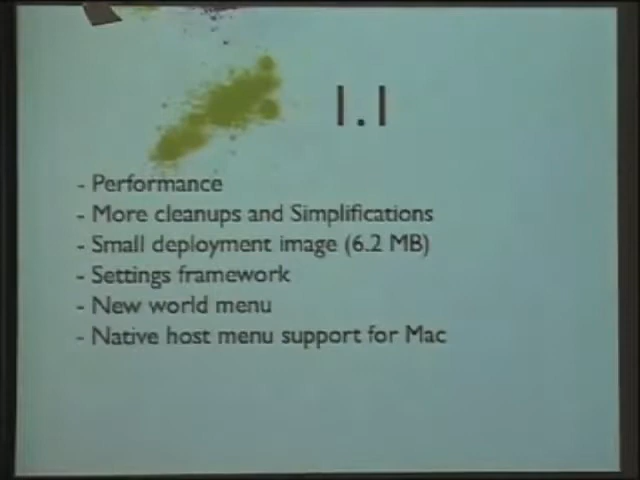 1.1
- Performance
- More cleanups and Simplifications
- Small deployment image (6.2 MB)
- Settings framework
- New world menu
- Native host menu support for Mac